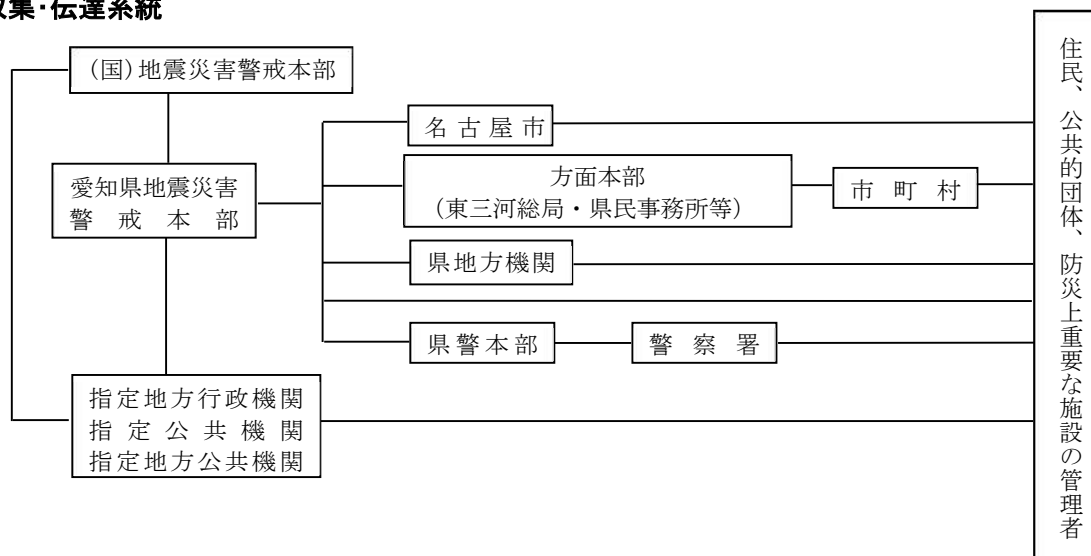 収集・伝達系統
(国)地震災害警戒本部
名古屋市
方面本部
(東三河総局・県民事務所等)
市町村
愛知県地震災害
警戒本部
県地方機関
県警本部
警察署
指定地方行政機関
指定公共機関
指定地方公共機関
住民、公共的団体、防災上重要な施設の管理者